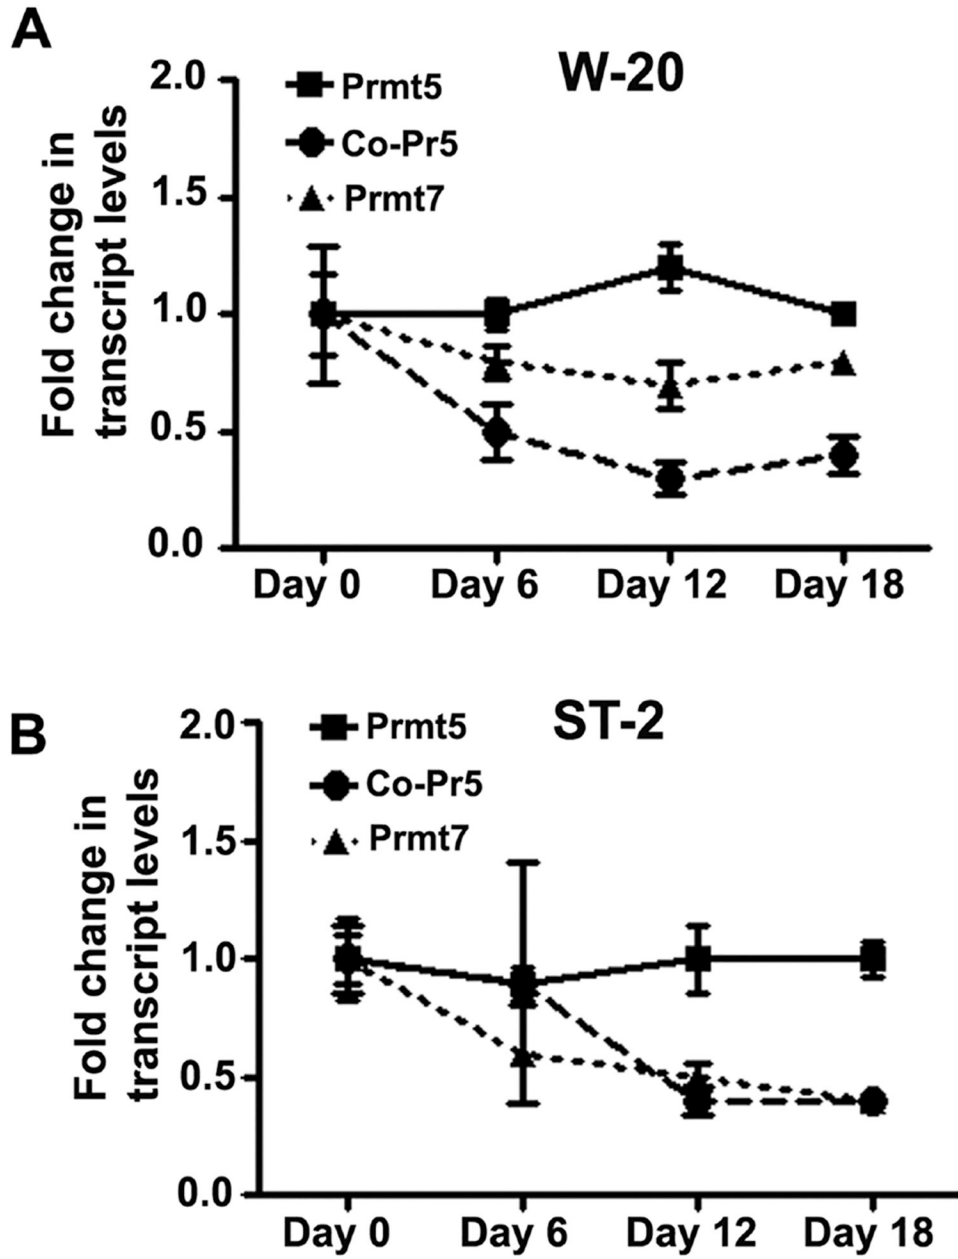 A
W-20
Prmt5
Co-Pr5
Prmt7
Fold change in
transcript levels
2.0
1.5
1.0
0.5
0.0
Day 0 Day 6 Day 12 Day 18
B
ST-2
Prmt5
Co-Pr5
Prmt7
Fold change in
transcript levels
2.0
1.5
1.0
0.5
0.0
Day 0 Day 6 Day 12 Day 18